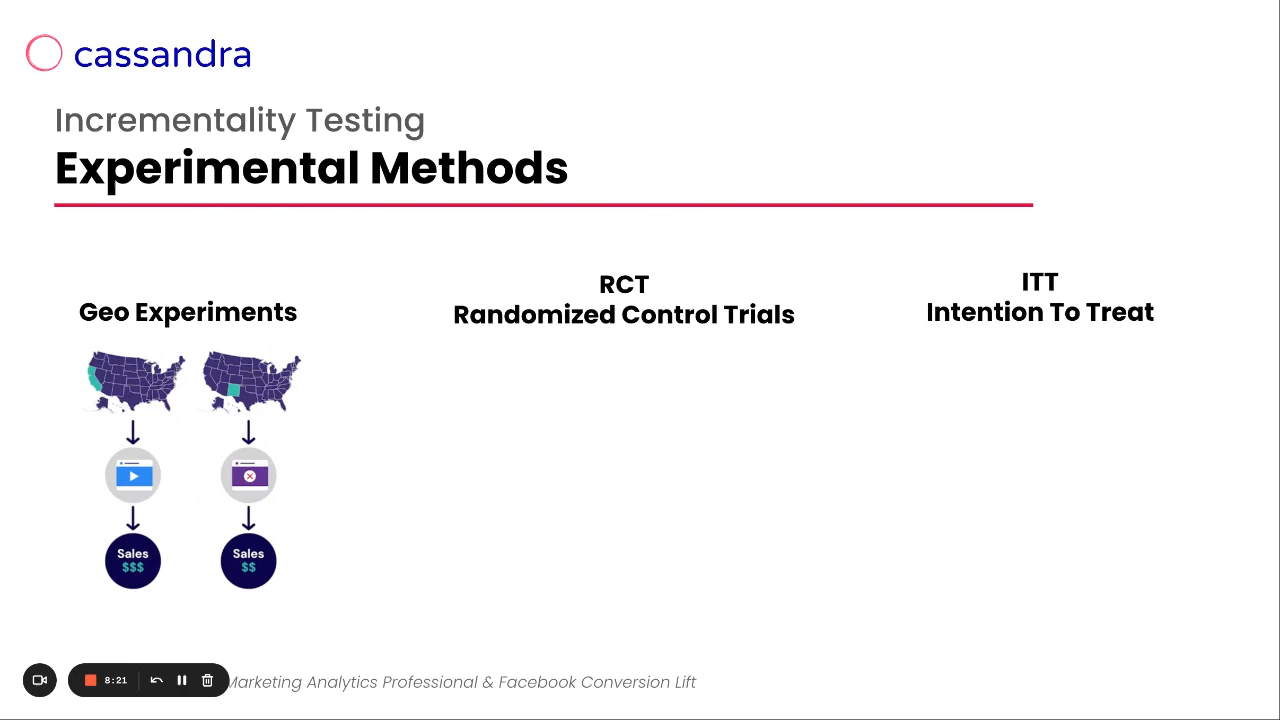 cassandra
Incrementality Testing
Experimental Methods
Geo Experiments
RCT
Randomized Control Trials
ITT
Intention To Treat
Sales
$$$
Sales
$$
8:21
Marketing Analytics Professional & Facebook Conversion Lift